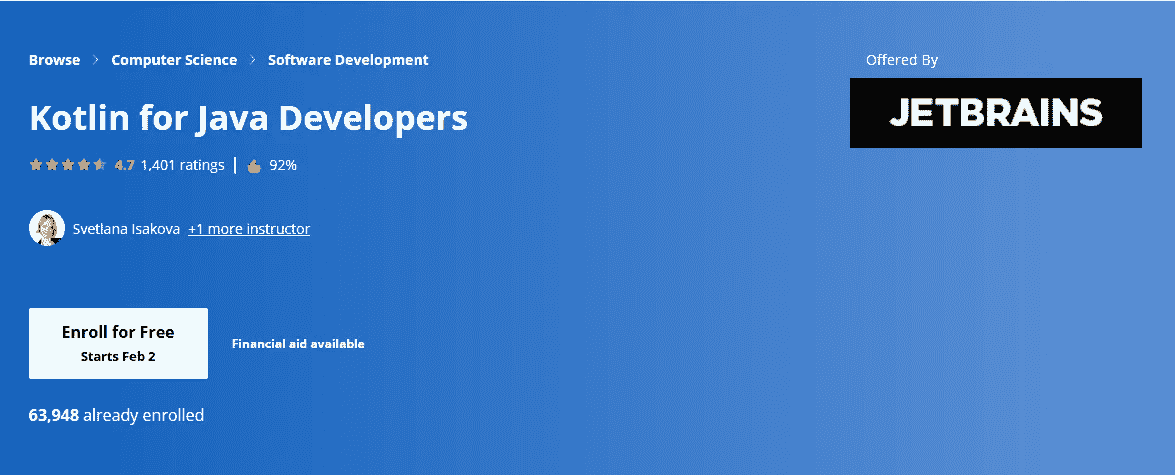 Browse > Computer Science > Software Development
Offered By
JETBRAINS
Kotlin for Java Developers
4.7 1,401 ratings | 92%
Svetlana Isakova +1 more instructor
Enroll for Free
Starts Feb 2
Financial aid available
63,948 already enrolled